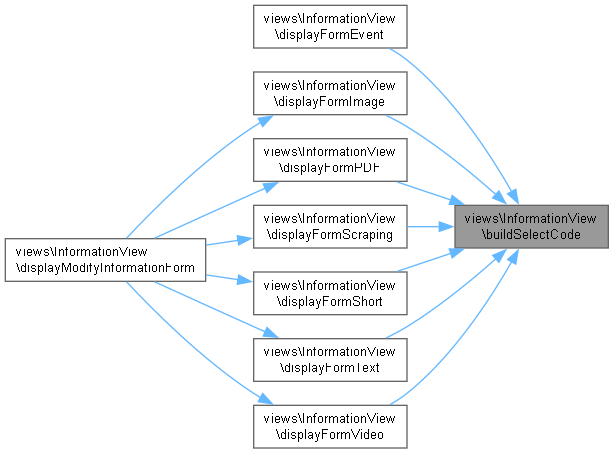 views\InformationView
\displayFormEvent
views\InformationView
\displayFormImage
views\InformationView
\displayFormPDF
views\InformationView
\displayFormScraping
views\InformationView
\buildSelectCode
views\InformationView
\displayModifyInformationForm
views\InformationView
\displayFormShort
views\InformationView
\displayFormText
views\InformationView
\displayFormVideo